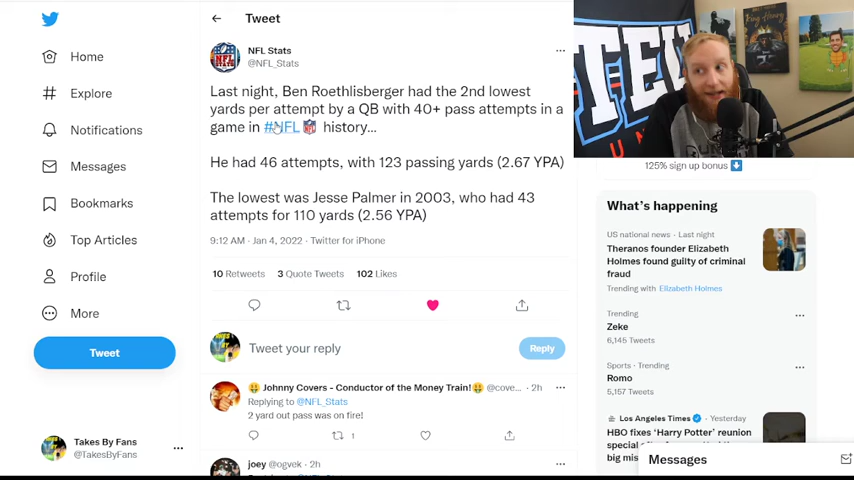 Tweet
Home
Explore
Notifications
Messages
Bookmarks
Top Articles
Profile
More
Tweet
Takes By Fans
@TakesByFans
NFL Stats
@NFL_Stats
Last night, Ben Roethlisberger had the 2nd lowest
yards per attempt by a QB with 40+ pass attempts in a
game in #NFL history...
He had 46 attempts, with 123 passing yards (2.67 YPA)
The lowest was Jesse Palmer in 2003, who had 43
attempts for 110 yards (2.56 YPA)
9:12 AM · Jan 4, 2022 · Twitter for iPhone
10 Retweets 3 Quote Tweets 102 Likes
Tweet your reply
Reply
Johnny Covers - Conductor of the Money Train! @cove... · 2h
Replying to @NFL_Stats
2 yard out pass was on fire!
1
joey @ogvek · 2h
125% sign up bonus
What's happening
US national news · Last night
Theranos founder Elizabeth
Holmes found guilty of criminal
fraud
Trending with Elizabeth Holmes
Trending
Zeke
6,145 Tweets
Sports · Trending
Romo
5,157 Tweets
Los Angeles Times · Yesterday
HBO fixes 'Harry Potter' reunion
special
big mis
Messages